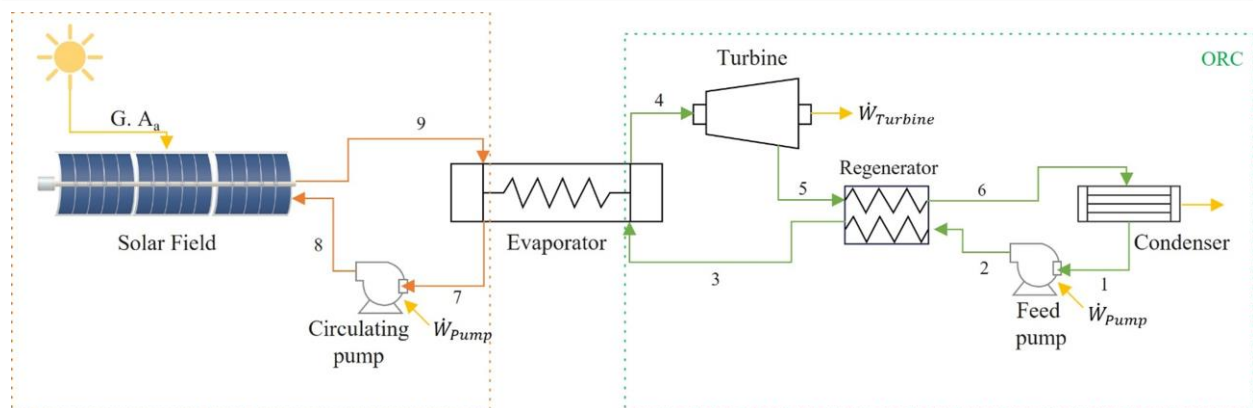 ORC
Turbine
G. Aₐ
9
4
Ẇ_Turbine
Regenerator
5
6
Solar Field
8
Evaporator
Condenser
3
2
1
7
Circulating
pump
Ẇ_Pump
Feed
pump
Ẇ_Pump